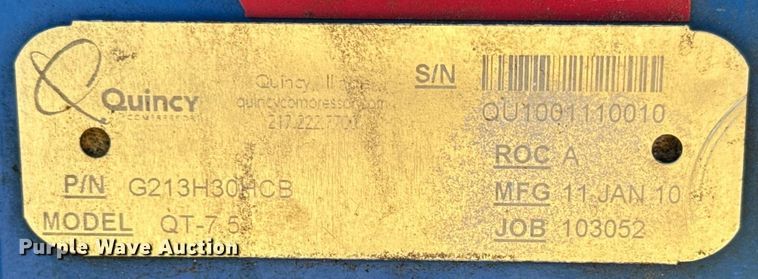 Quincy
COMPRESSOR
Quincy,
quincycompressor.com
217.222.7700
S/N
QU1001110010
ROC A
P/N G213H30HCB
MFG 11 JAN 10
MODEL QT-7.5
JOB 103052
Purple Wave Auction